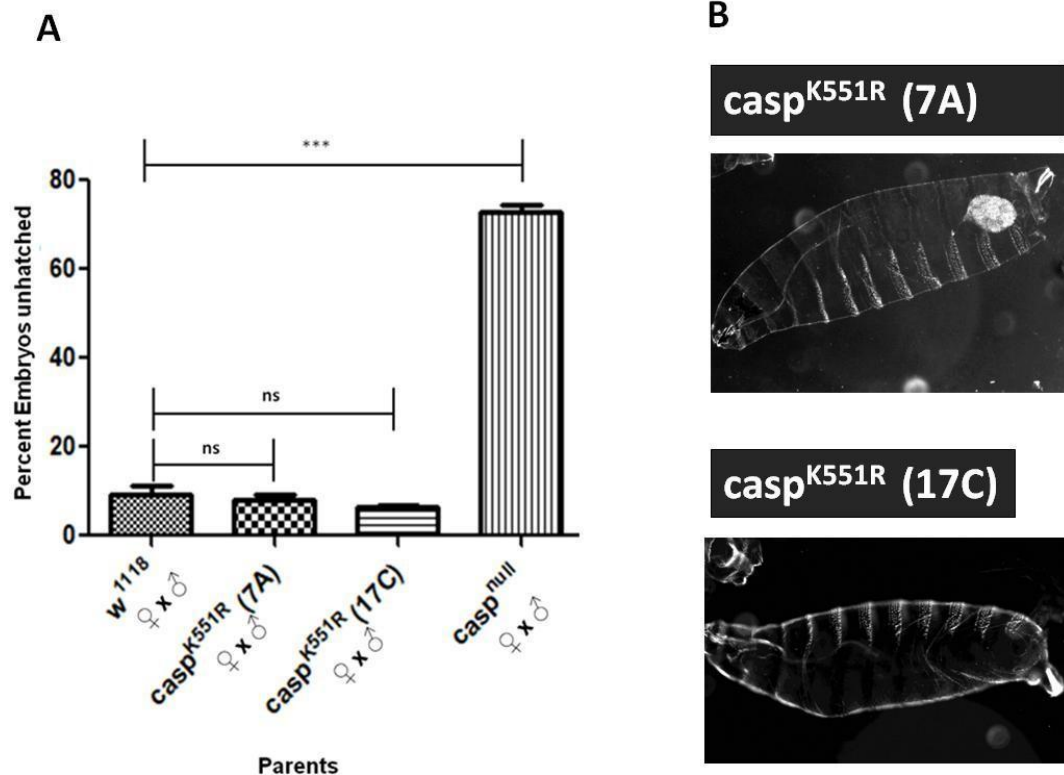 A
***
ns
ns
Percent Embryos unhatched
80
60
40
20
0
w1118
♀ x ♂
caspK551R (7A)
♀ x ♂
caspK551R (17C)
♀ x ♂
caspnull
♀ x ♂
Parents
B
caspK551R (7A)
caspK551R (17C)